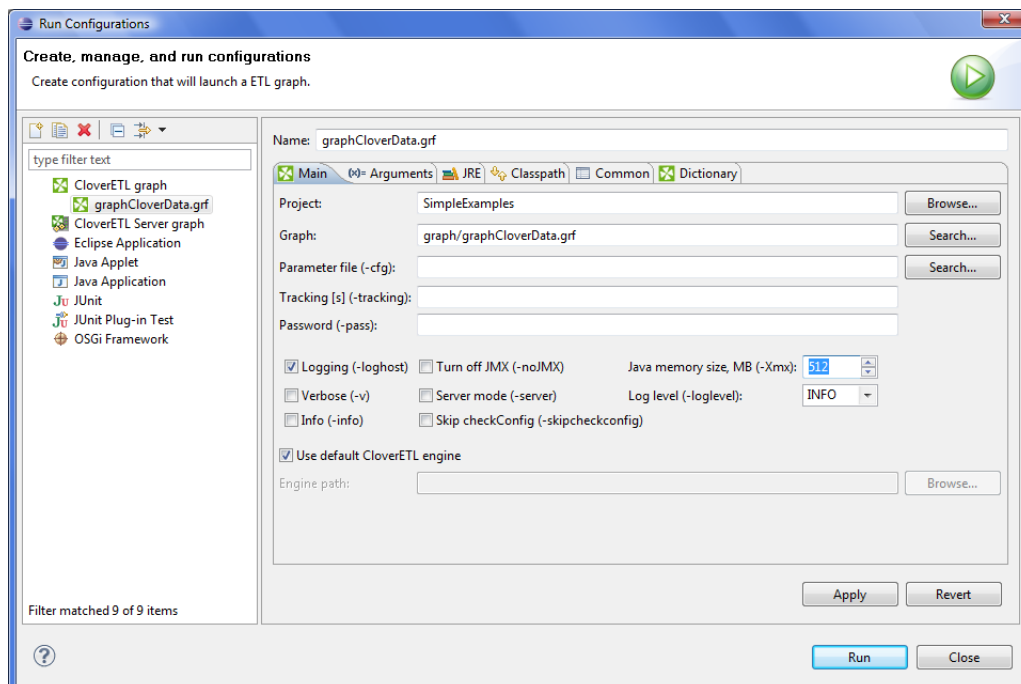 Run Configurations
Create, manage, and run configurations
Create configuration that will launch a ETL graph.
type filter text
CloverETL graph
graphCloverData.grf
CloverETL Server graph
Eclipse Application
Java Applet
Java Application
Ju JUnit
JUnit Plug-in Test
OSGi Framework
Filter matched 9 of 9 items
Name: graphCloverData.grf
Main (x)= Arguments JRE Classpath Common Dictionary
Project: SimpleExamples Browse...
Graph: graph/graphCloverData.grf Search...
Parameter file (-cfg): Search...
Tracking [s] (-tracking):
Password (-pass):
Logging (-loghost) Turn off JMX (-noJMX) Java memory size, MB (-Xmx): 512
Verbose (-v) Server mode (-server) Log level (-loglevel): INFO
Info (-info) Skip checkConfig (-skipcheckconfig)
Use default CloverETL engine
Engine path: Browse...
Apply Revert
Run Close